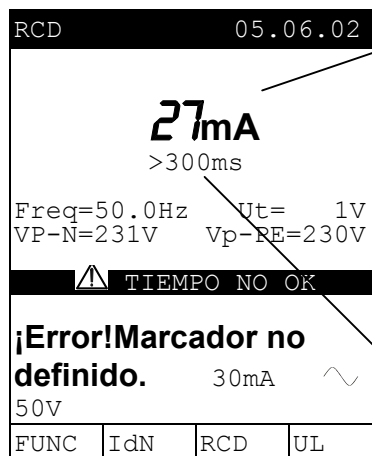 RCD 05.06.02
27mA
>300ms
Freq=50.0Hz Ut= 1V
VP-N=231V Vp-PE=230V
TIEMPO NO OK
¡Error!Marcador no
definido. 30mA
50V
FUNC IdN RCD UL